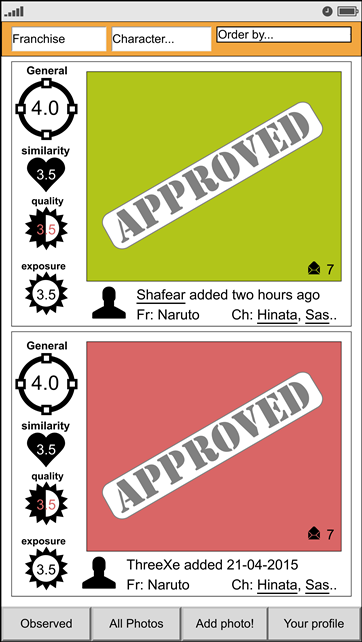 Franchise
Character...
Order by...
General
4.0
similarity
3.5
quality
3.5
exposure
3.5
APPROVED
7
Shafear added two hours ago
Fr: Naruto Ch: Hinata, Sas..
General
4.0
similarity
3.5
quality
3.5
exposure
3.5
APPROVED
7
ThreeXe added 21-04-2015
Fr: Naruto Ch: Hinata, Sas..
Observed
All Photos
Add photo!
Your profile